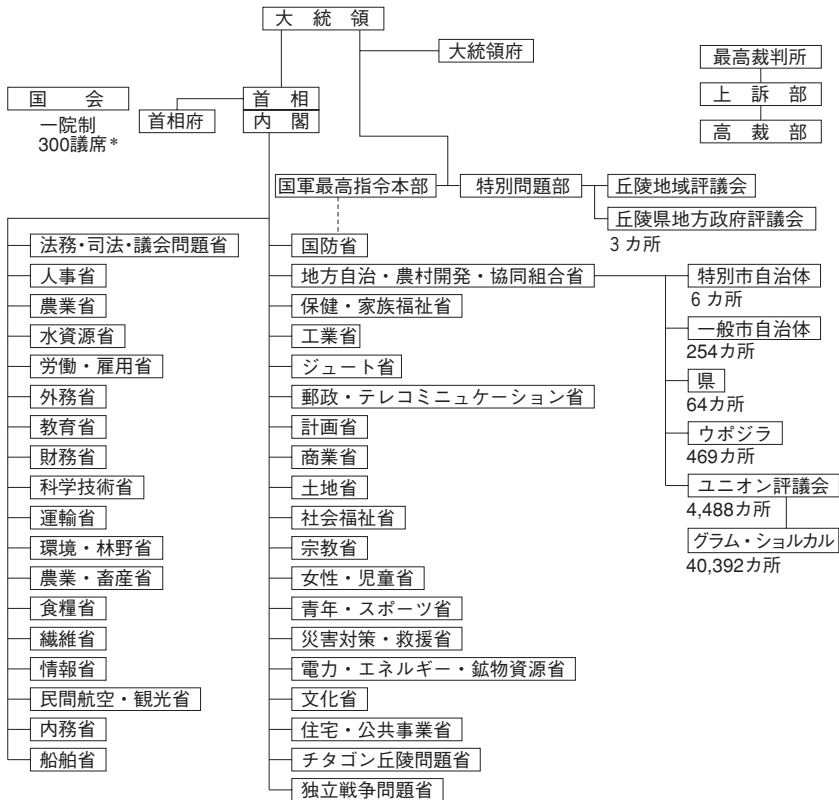 大 統 領
大統領府
最高裁判所
上 訴 部
高 裁 部
国 会
一院制
300議席*
首相府
首 相
内 閣
国軍最高指令本部
特別問題部
丘陵地域評議会
丘陵県地方政府評議会
3 カ所
法務・司法・議会問題省
人事省
農業省
水資源省
労働・雇用省
外務省
教育省
財務省
科学技術省
運輸省
環境・林野省
農業・畜産省
食糧省
繊維省
情報省
民間航空・観光省
内務省
船舶省
国防省
地方自治・農村開発・協同組合省
保健・家族福祉省
工業省
ジュート省
郵政・テレコミニュケーション省
計画省
商業省
土地省
社会福祉省
宗教省
女性・児童省
青年・スポーツ省
災害対策・救援省
電力・エネルギー・鉱物資源省
文化省
住宅・公共事業省
チタゴン丘陵問題省
独立戦争問題省
特別市自治体
6 カ所
一般市自治体
254カ所
県
64カ所
ウポジラ
469カ所
ユニオン評議会
4,488カ所
グラム・ショルカル
40,392カ所